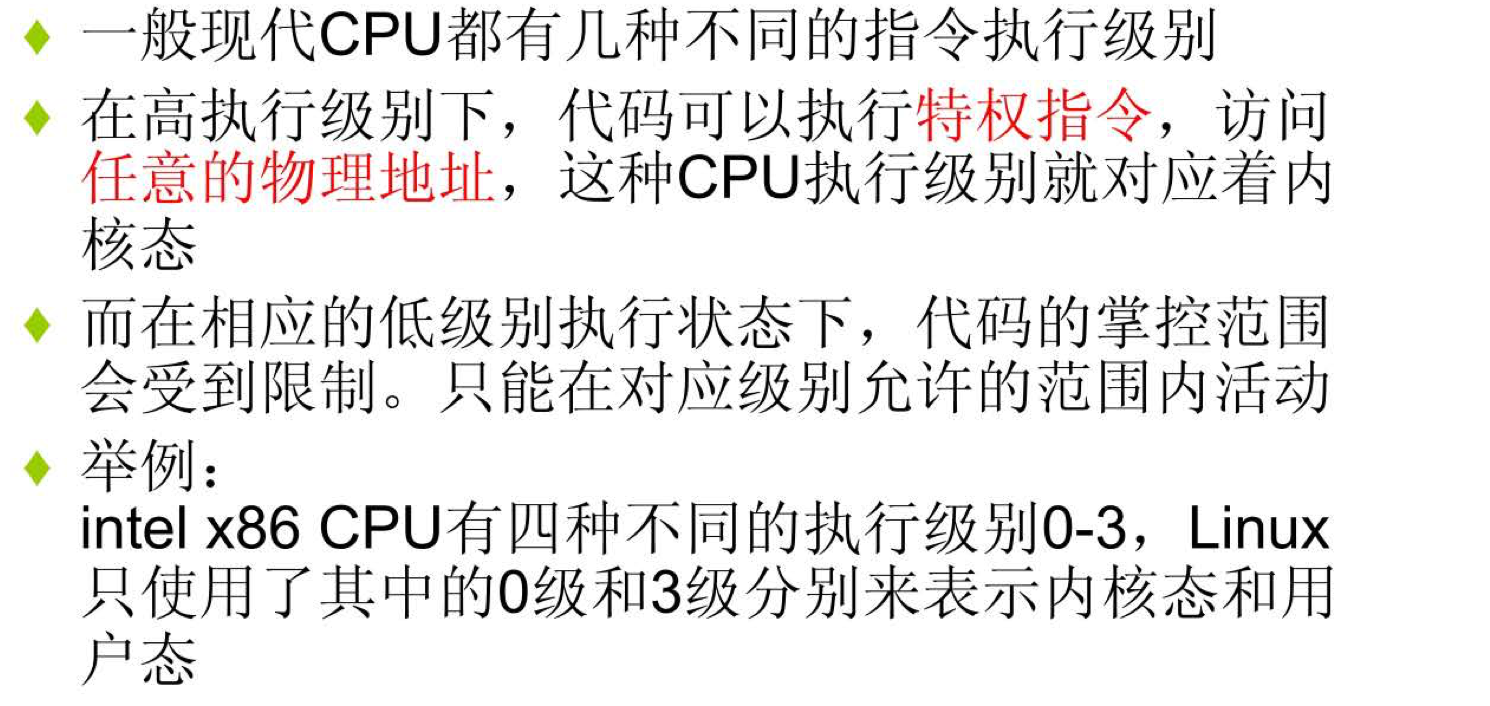 一般现代CPU都有几种不同的指令执行级别
在高执行级别下，代码可以执行特权指令，访问
任意的物理地址，这种CPU执行级别就对应着内
核态
而在相应的低级别执行状态下，代码的掌控范围
会受到限制。只能在对应级别允许的范围内活动
举例：
intel x86 CPU有四种不同的执行级别0-3，Linux
只使用了其中的0级和3级分别来表示内核态和用
户态